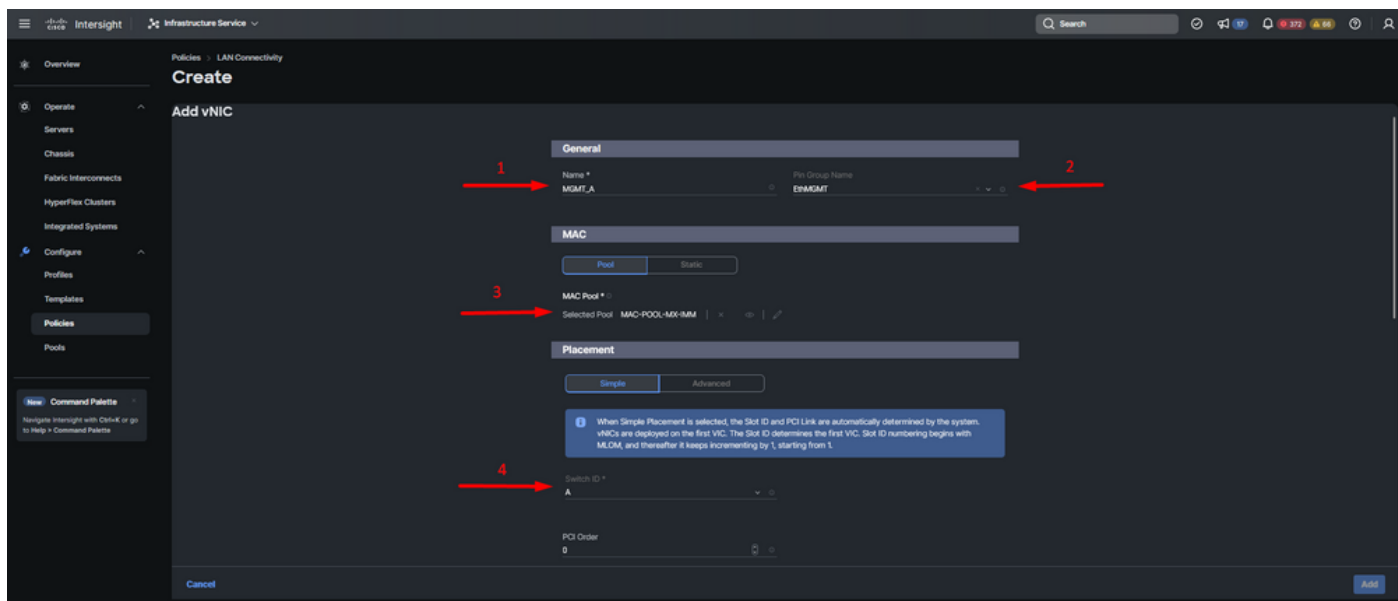 cisco Intersight
Infrastructure Service
Search
17
372
66
Overview
Operate
Servers
Chassis
Fabric Interconnects
HyperFlex Clusters
Integrated Systems
Configure
Profiles
Templates
Policies
Pools
New Command Palette
Navigate Intersight with Ctrl+K or go
to Help > Command Palette
Policies > LAN Connectivity
Create
Add vNIC
General
1
Name *
Pin Group Name
2
MGMT_A
EthMGMT
MAC
Pool
Static
3
MAC Pool *
Selected Pool MAC-POOL-MX-IMM
Placement
Simple
Advanced
When Simple Placement is selected, the Slot ID and PCI Link are automatically determined by the system.
vNICs are deployed on the first VIC. The Slot ID determines the first VIC. Slot ID numbering begins with
MLOM, and thereafter it keeps incrementing by 1, starting from 1.
4
Switch ID *
A
PCI Order
0
Cancel
Add